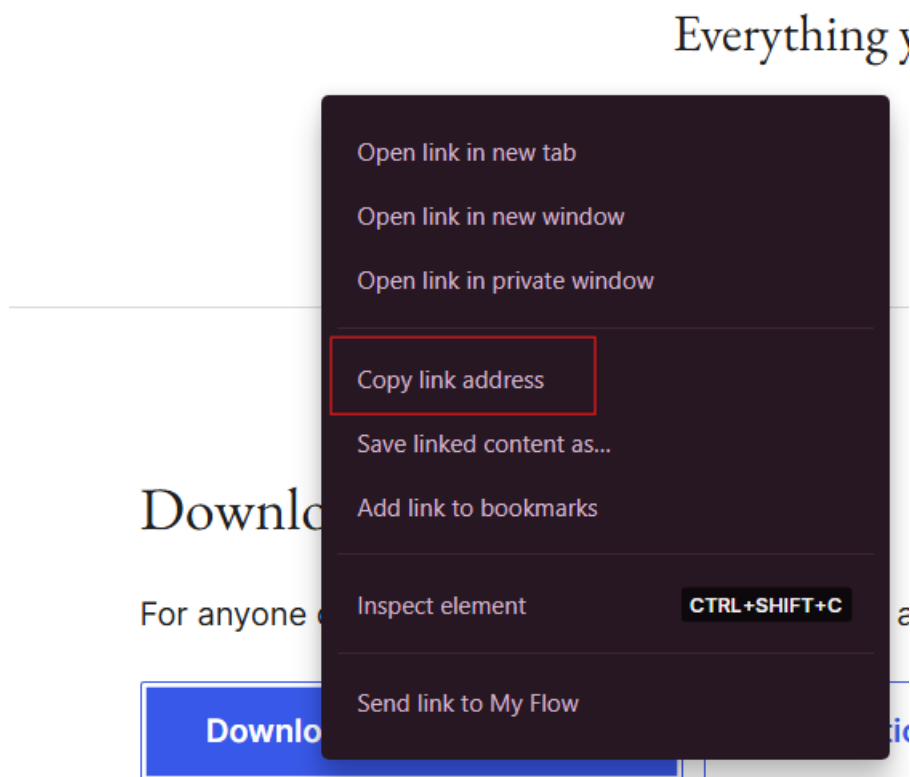 Everything y
Open link in new tab
Open link in new window
Open link in private window
Copy link address
Save linked content as...
Downlo
Add link to bookmarks
Inspect element CTRL+SHIFT+C
For anyone
Send link to My Flow
Downlo